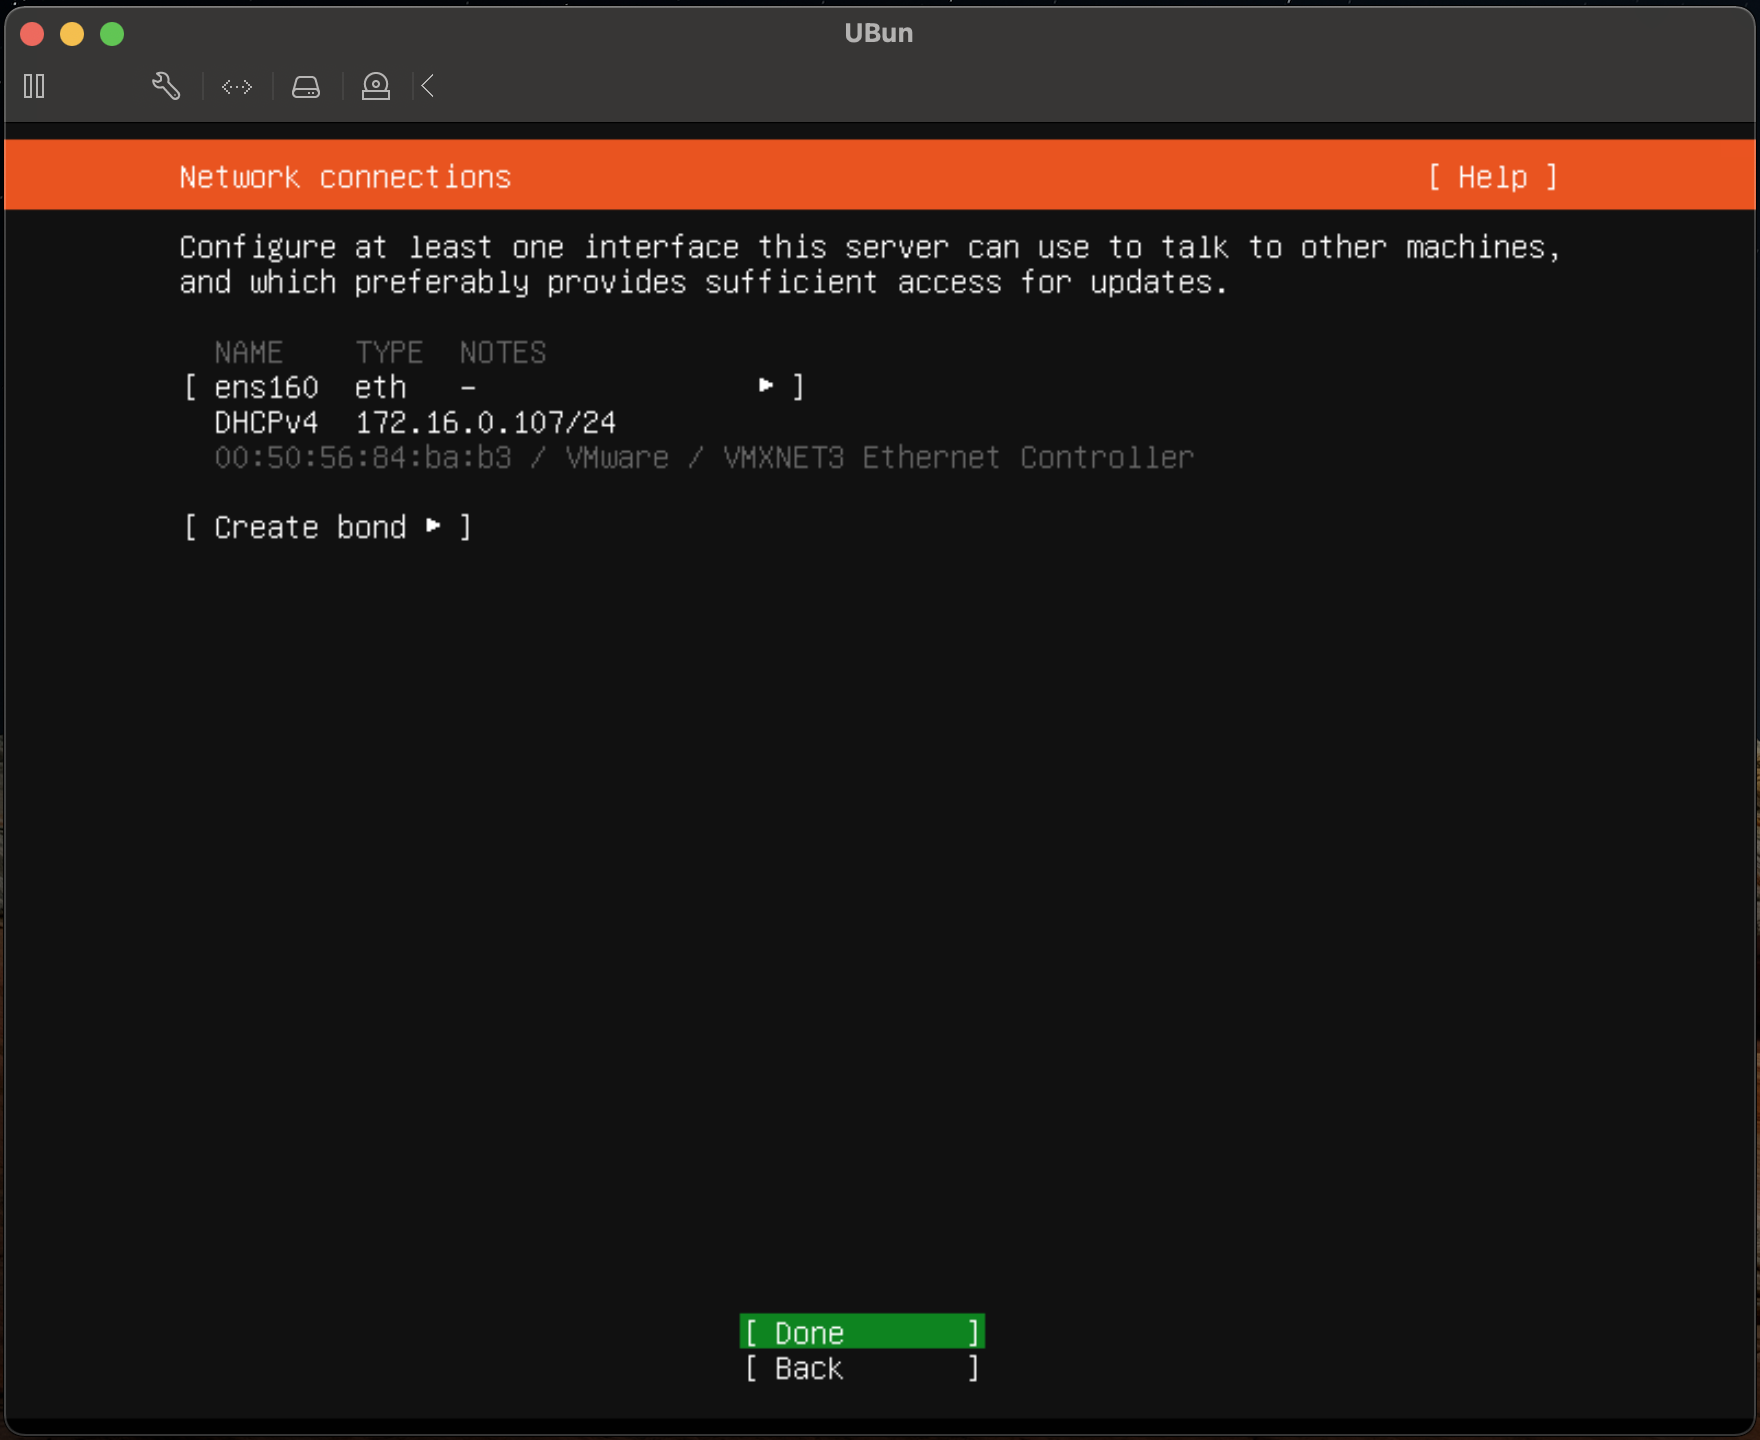 UBun
Network connections [ Help ]
Configure at least one interface this server can use to talk to other machines,
and which preferably provides sufficient access for updates.
NAME TYPE NOTES
[ ens160 eth - ▸ ]
DHCPv4 172.16.0.107/24
00:50:56:84:ba:b3 / VMware / VMXNET3 Ethernet Controller
[ Create bond ▸ ]
[ Done ]
[ Back ]